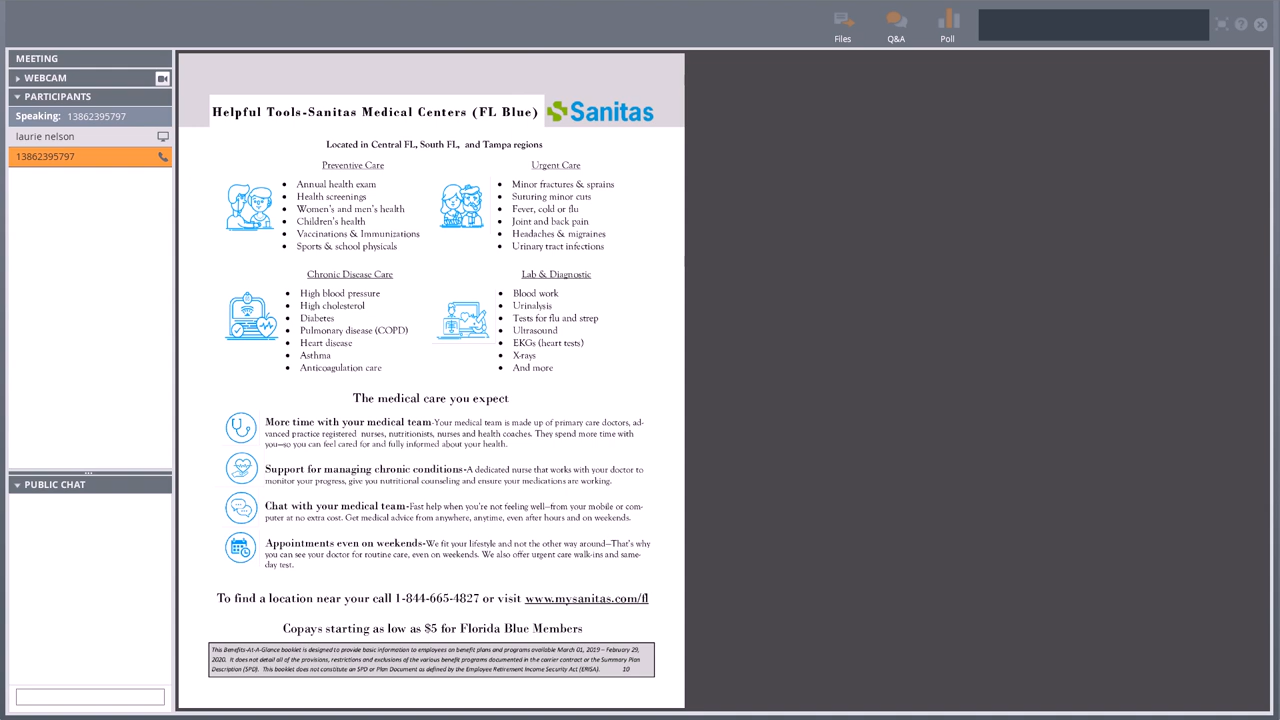 Files
Q&A
Poll
MEETING
WEBCAM
PARTICIPANTS
Speaking: 13862395797
laurie nelson
13862395797
PUBLIC CHAT
Helpful Tools-Sanitas Medical Centers (FL Blue)
Sanitas
Located in Central FL, South FL, and Tampa regions
Preventive Care
• Annual health exam
• Health screenings
• Women's and men's health
• Children's health
• Vaccinations & Immunizations
• Sports & school physicals
Urgent Care
• Minor fractures & sprains
• Suturing minor cuts
• Fever, cold or flu
• Joint and back pain
• Headaches & migraines
• Urinary tract infections
Chronic Disease Care
• High blood pressure
• High cholesterol
• Diabetes
• Pulmonary disease (COPD)
• Heart disease
• Asthma
• Anticoagulation care
Lab & Diagnostic
• Blood work
• Urinalysis
• Tests for flu and strep
• Ultrasound
• EKGs (heart tests)
• X-rays
• And more
The medical care you expect
More time with your medical team-Your medical team is made up of primary care doctors, ad-
vanced practice registered nurses, nutritionists, nurses and health coaches. They spend more time with
you—so you can feel cared for and fully informed about your health.
Support for managing chronic conditions-A dedicated nurse that works with your doctor to
monitor your progress, give you nutritional counseling and ensure your medications are working.
Chat with your medical team-Fast help when you're not feeling well—from your mobile or com-
puter at no extra cost. Get medical advice from anywhere, anytime, even after hours and on weekends.
Appointments even on weekends-We fit your lifestyle and not the other way around—That's why
you can see your doctor for routine care, even on weekends. We also offer urgent care walk-ins and same-
day test.
To find a location near your call 1-844-665-4827 or visit www.mysanitas.com/fl
Copays starting as low as $5 for Florida Blue Members
This Benefits-At-A-Glance booklet is designed to provide basic information to employees on benefit plans and programs available March 01, 2019 – February 29,
2020. It does not detail all of the provisions, restrictions and exclusions of the various benefit programs documented in the carrier contract or the Summary Plan
Description (SPD). This booklet does not constitute an SPD or Plan Document as defined by the Employee Retirement Income Security Act (ERISA). 10